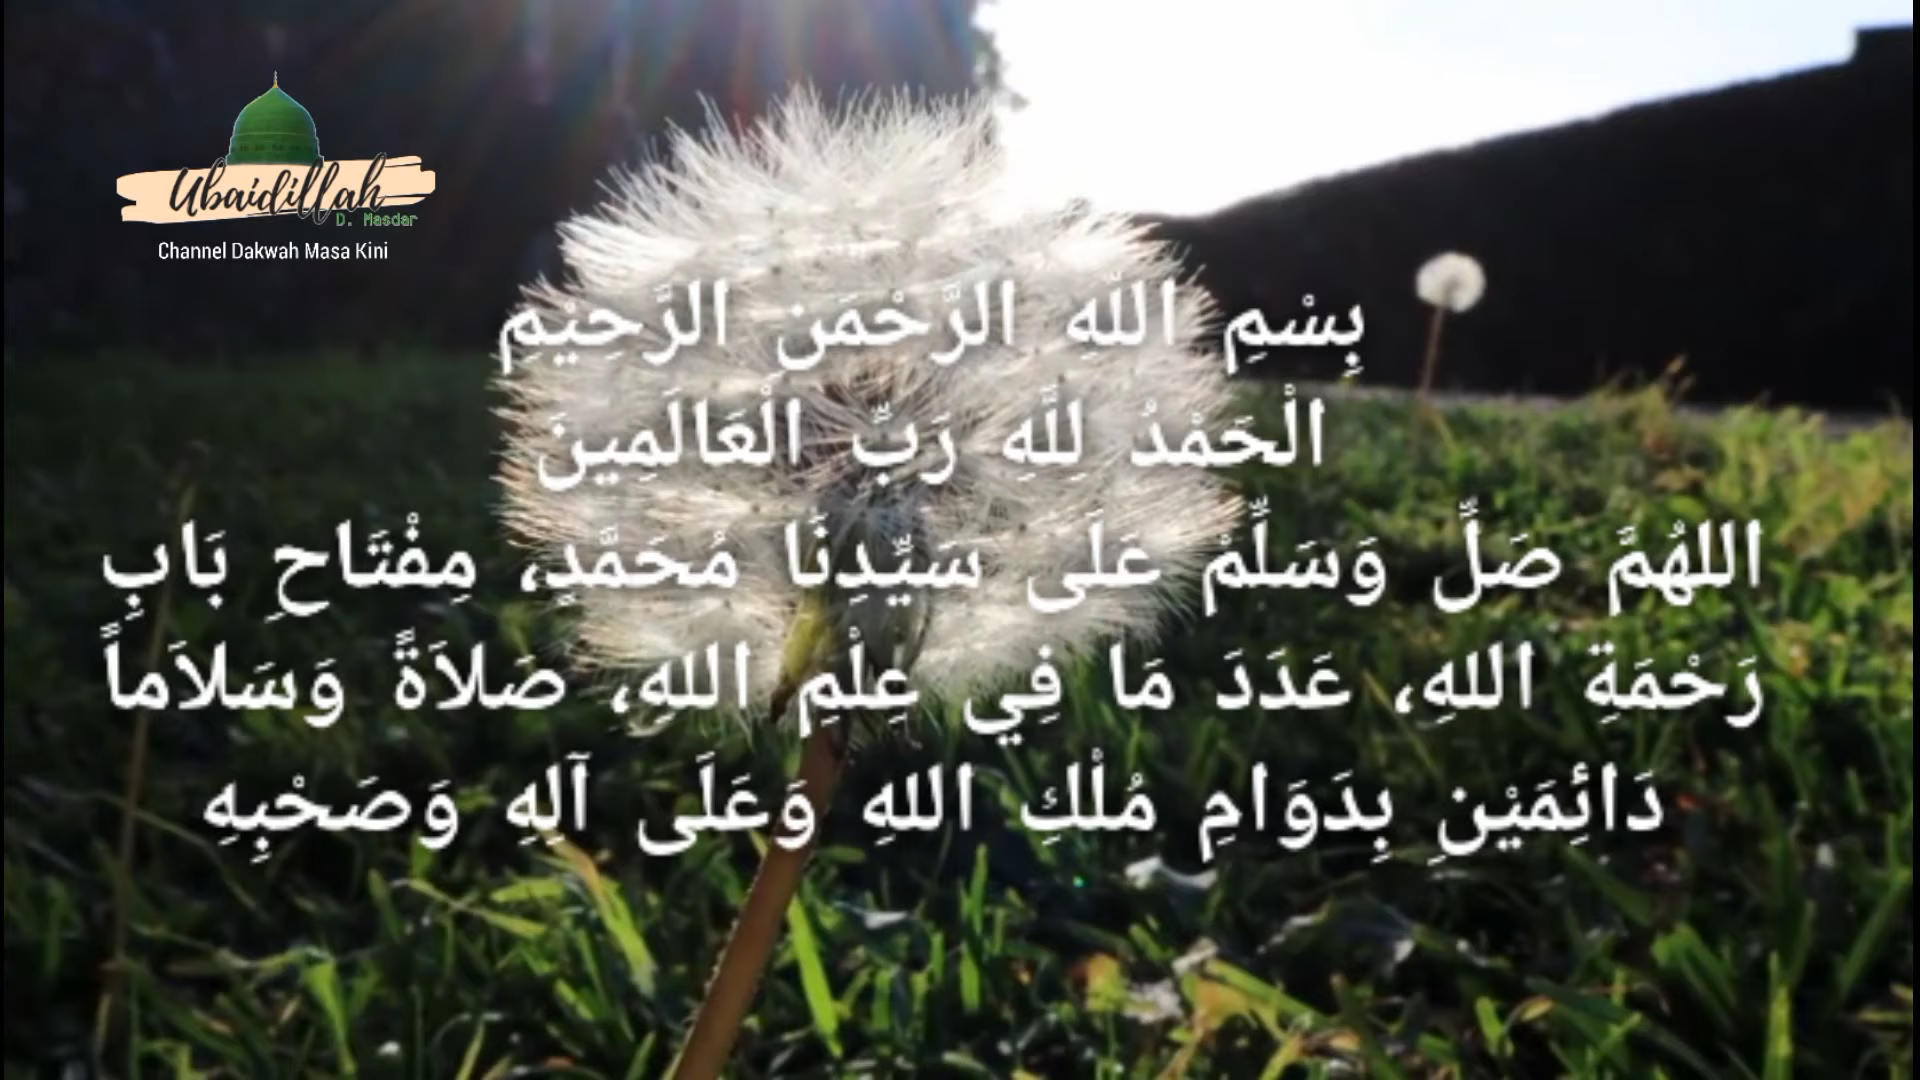 Ubaidillah
D. Masdar
Channel Dakwah Masa Kini
بِسْمِ اللَّهِ الرَّحْمَنِ الرَّحِيْمِ
الْحَمْدُ لِلَّهِ رَبِّ الْعَالَمِينَ
اللهُمَّ صَلِّ وَسَلِّمْ عَلَى سَيِّدِنَا مُحَمَّدٍ، مِفْتَاحِ بَابِ
رَحْمَةِ اللهِ، عَدَدَ مَا فِي عِلْمِ اللهِ، صَلاَةً وَسَلاَماً
دَائِمَيْنِ بِدَوَامِ مُلْكِ اللهِ وَعَلَى آلِهِ وَصَحْبِهِ